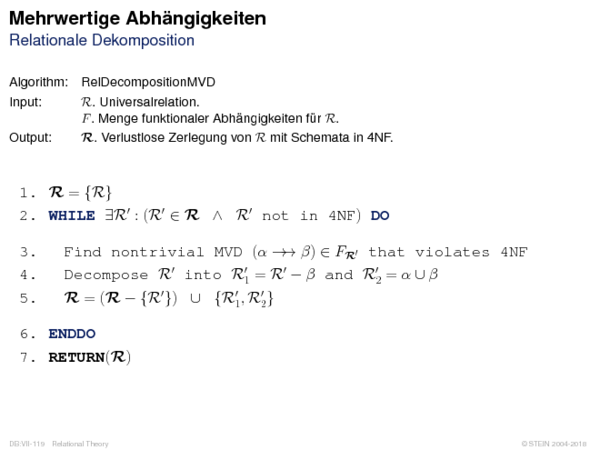 Mehrwertige Abhängigkeiten
Relationale Dekomposition
Algorithm: RelDecompositionMVD
Input: ℛ. Universalrelation.
F. Menge funktionaler Abhängigkeiten für ℛ.
Output: 𝓡. Verlustlose Zerlegung von ℛ mit Schemata in 4NF.
1. 𝓡 = {ℛ}
2. WHILE ∃ℛ′ : (ℛ′ ∈ 𝓡 ∧ ℛ′ not in 4NF) DO
3. Find nontrivial MVD (α →→ β) ∈ F_ℛ′ that violates 4NF
4. Decompose ℛ′ into ℛ′₁ = ℛ′ − β and ℛ′₂ = α ∪ β
5. 𝓡 = (𝓡 − {ℛ′}) ∪ {ℛ′₁, ℛ′₂}
6. ENDDO
7. RETURN(𝓡)
DB:VII-119 Relational Theory © STEIN 2004-2018